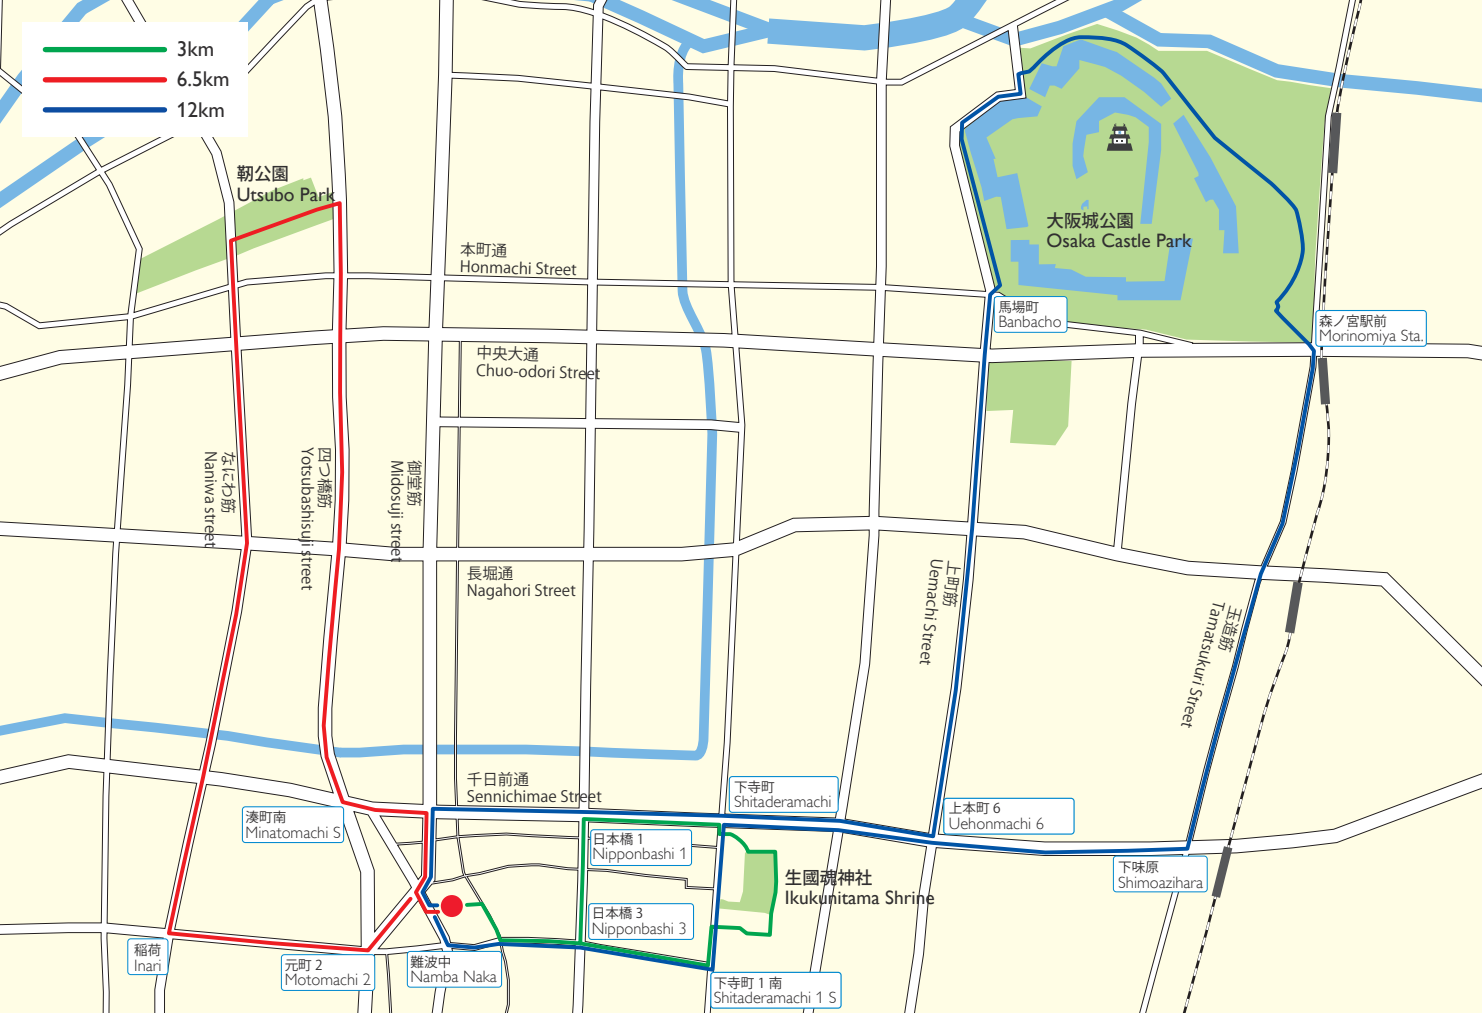 3km
6.5km
12km
靭公園
Utsubo Park
本町通
Honmachi Street
大阪城公園
Osaka Castle Park
馬場町
Banbacho
森ノ宮駅前
Morinomiya Sta.
中央大通
Chuo-odori Street
なにわ筋
Naniwa street
四つ橋筋
Yotsubashisuji street
御堂筋
Midosuji street
長堀通
Nagahori Street
上町筋
Uemachi Street
玉造筋
Tamatsukuri Street
千日前通
Sennichimae Street
下寺町
Shitaderamachi
湊町南
Minatomachi S
上本町 6
Uehonmachi 6
日本橋 1
Nipponbashi 1
下味原
Shimoazihara
生國魂神社
Ikukunitama Shrine
日本橋 3
Nipponbashi 3
稲荷
Inari
元町 2
Motomachi 2
難波中
Namba Naka
下寺町 1 南
Shitaderamachi 1 S